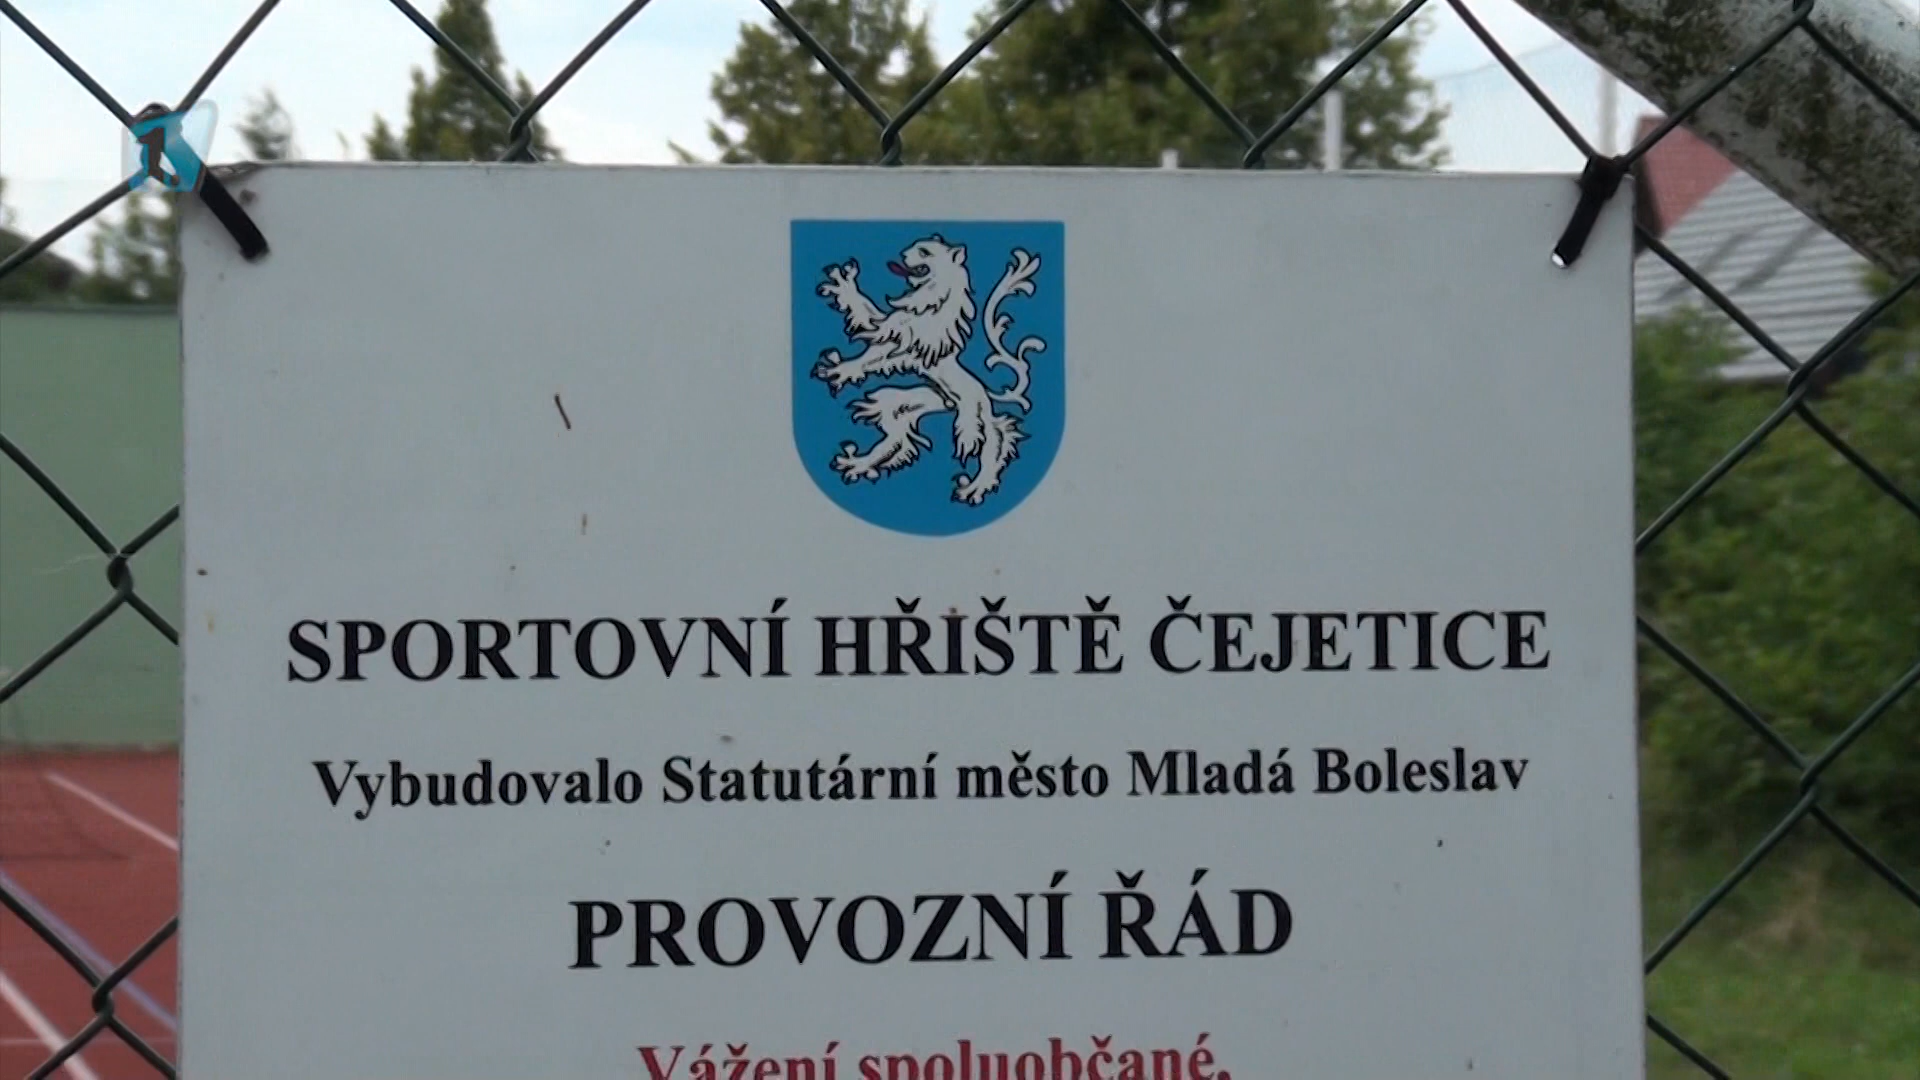 SPORTOVNÍ HŘIŠTĚ ČEJETICE
Vybudovalo Statutární město Mladá Boleslav
PROVOZNÍ ŘÁD
Vážení spoluobčané,